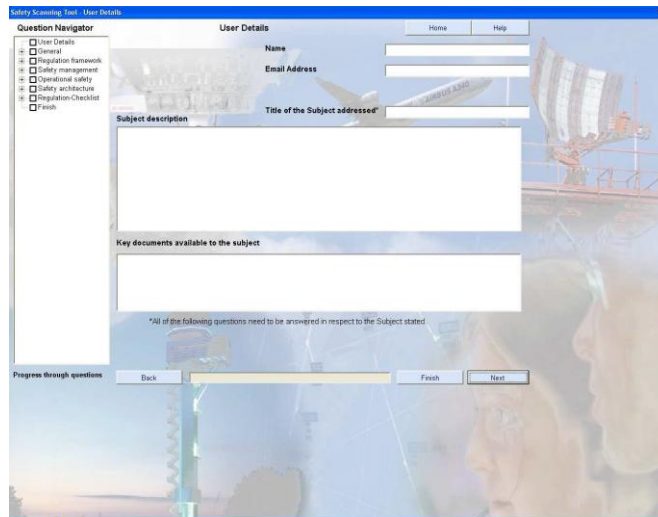 Safety Scanning Tool - User Details
Question Navigator
User Details
Home
Help
User Details
General
Regulation framework
Safety management
Operational safety
Safety architecture
Regulation-Checklist
Finish
Name
Email Address
AIRBUS A340
Title of the Subject addressed*
Subject description
Key documents available to the subject
*All of the following questions need to be answered in respect to the Subject stated
Progress through questions
Back
Finish
Next